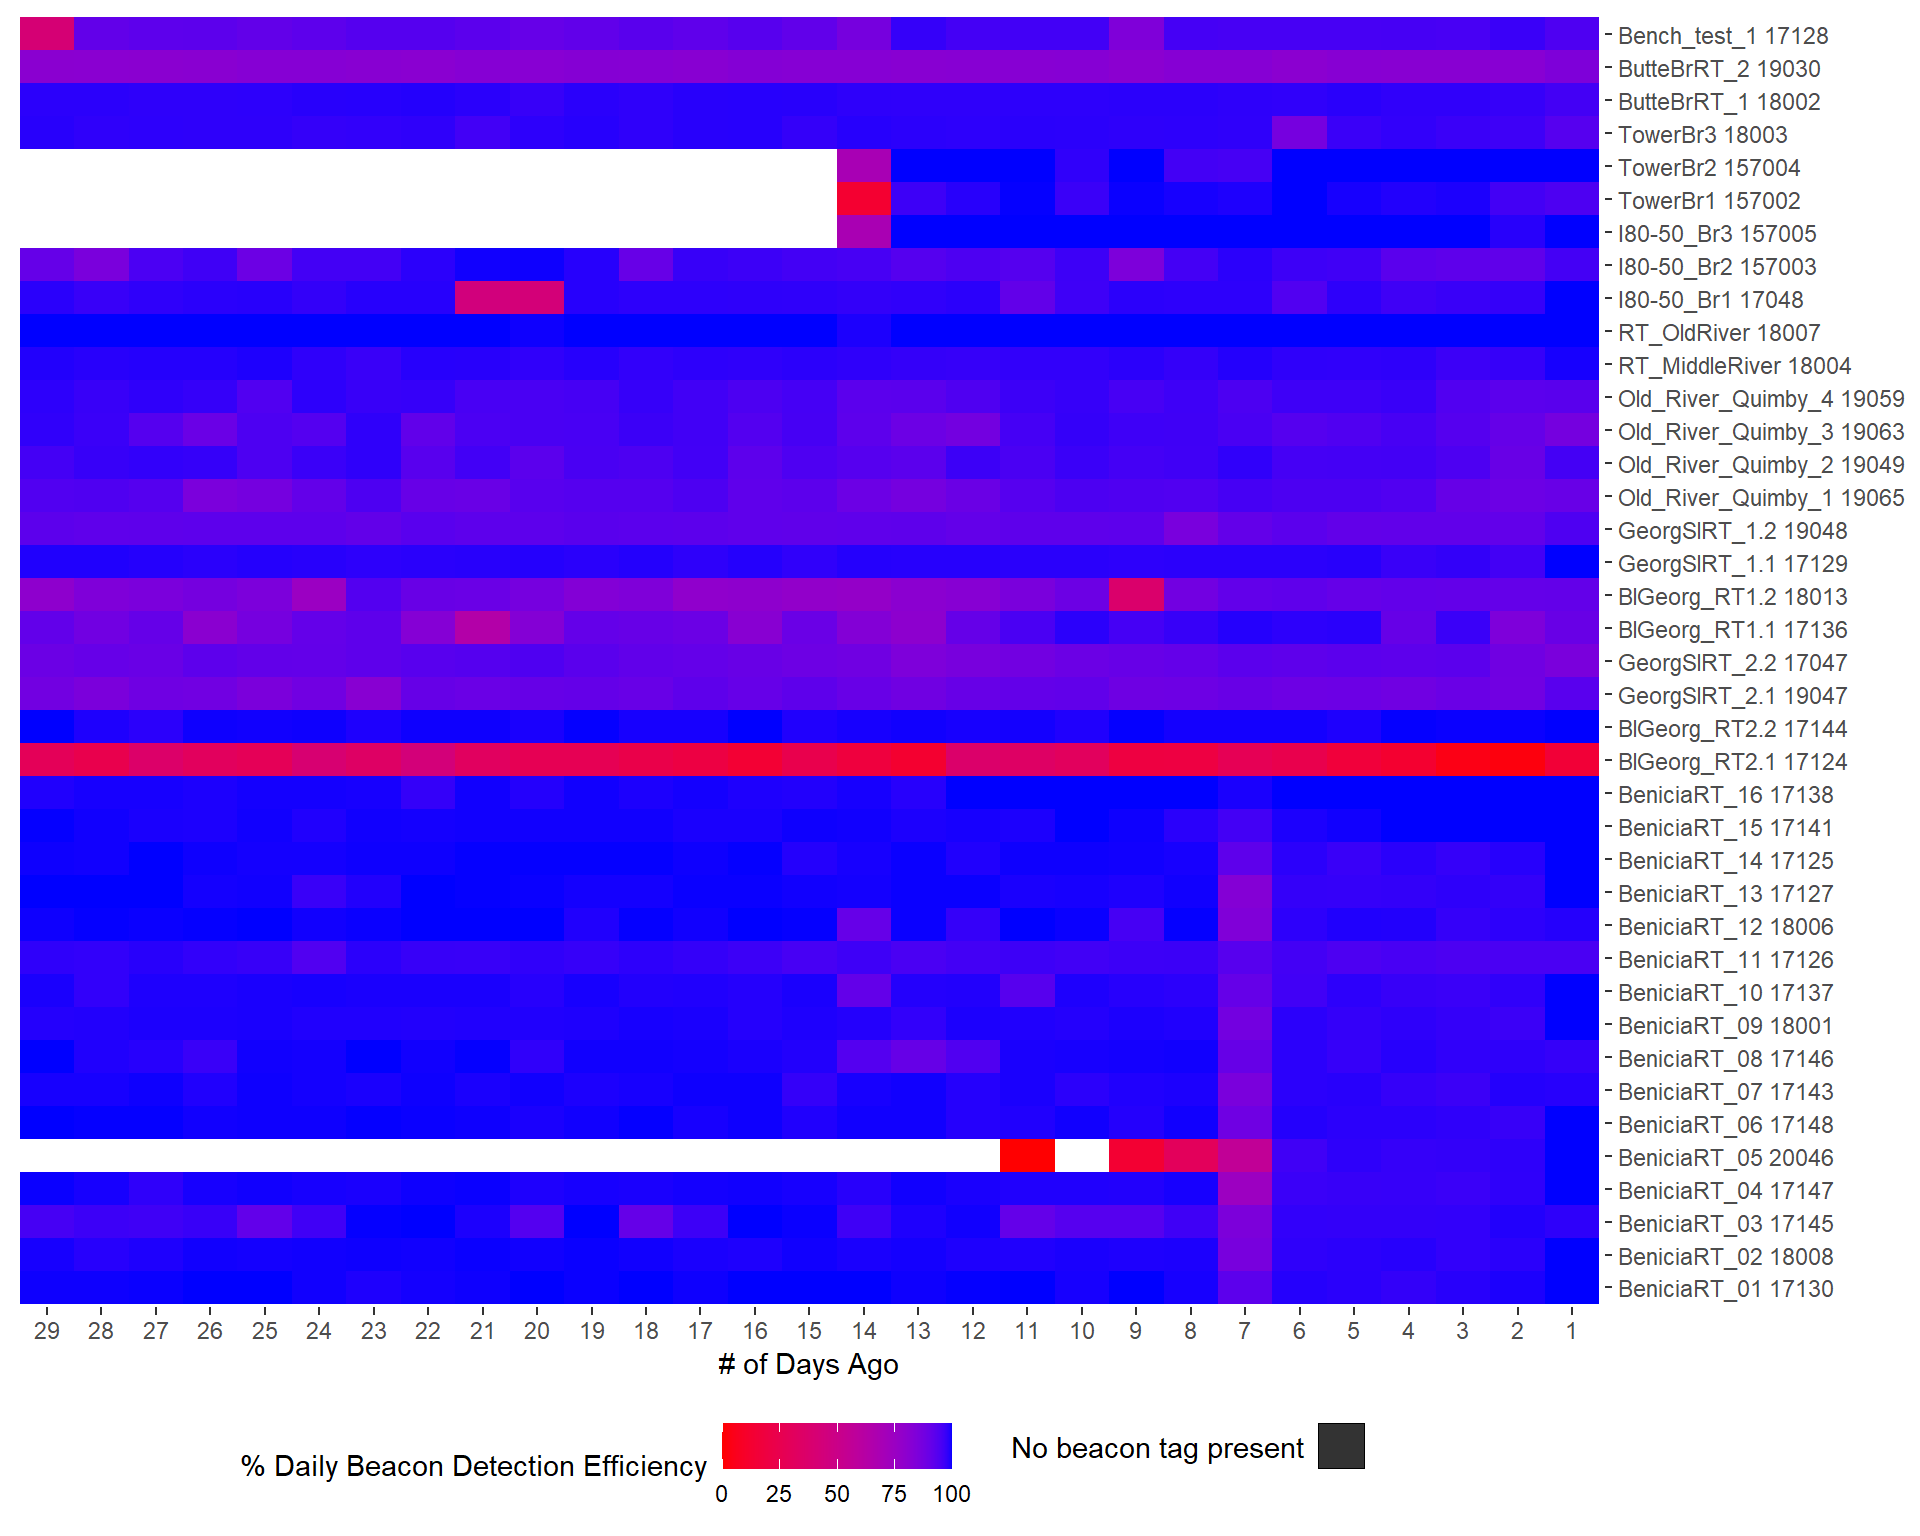 Bench_test_1 17128
ButteBrRT_2 19030
ButteBrRT_1 18002
TowerBr3 18003
TowerBr2 157004
TowerBr1 157002
I80-50_Br3 157005
I80-50_Br2 157003
I80-50_Br1 17048
RT_OldRiver 18007
RT_MiddleRiver 18004
Old_River_Quimby_4 19059
Old_River_Quimby_3 19063
Old_River_Quimby_2 19049
Old_River_Quimby_1 19065
GeorgSlRT_1.2 19048
GeorgSlRT_1.1 17129
BlGeorg_RT1.2 18013
BlGeorg_RT1.1 17136
GeorgSlRT_2.2 17047
GeorgSlRT_2.1 19047
BlGeorg_RT2.2 17144
BlGeorg_RT2.1 17124
BeniciaRT_16 17138
BeniciaRT_15 17141
BeniciaRT_14 17125
BeniciaRT_13 17127
BeniciaRT_12 18006
BeniciaRT_11 17126
BeniciaRT_10 17137
BeniciaRT_09 18001
BeniciaRT_08 17146
BeniciaRT_07 17143
BeniciaRT_06 17148
BeniciaRT_05 20046
BeniciaRT_04 17147
BeniciaRT_03 17145
BeniciaRT_02 18008
BeniciaRT_01 17130
29 28 27 26 25 24 23 22 21 20 19 18 17 16 15 14 13 12 11 10 9 8 7 6 5 4 3 2 1
# of Days Ago
% Daily Beacon Detection Efficiency
0 25 50 75 100
No beacon tag present